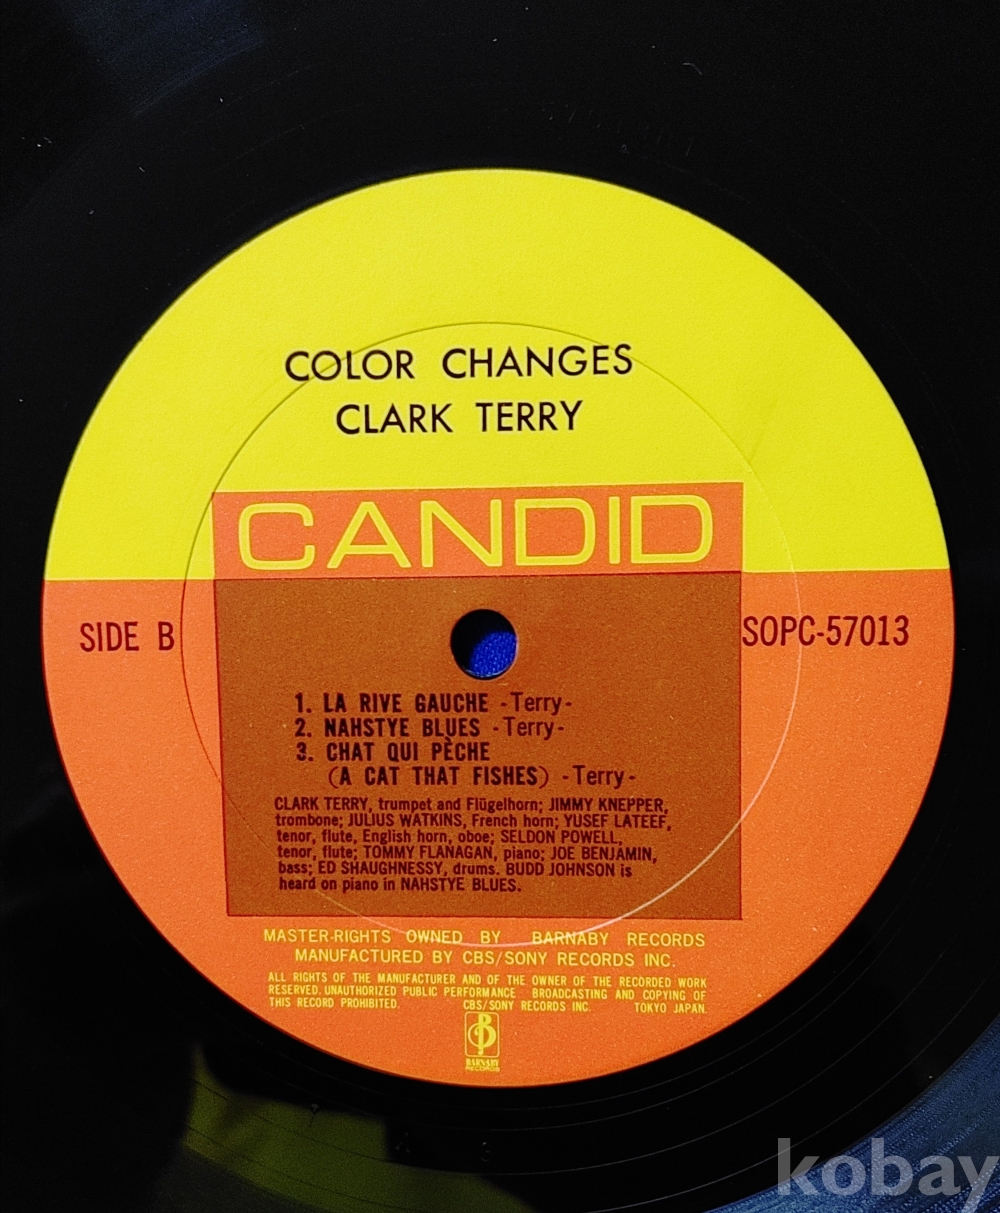 COLOR CHANGES
CLARK TERRY
CANDID
SIDE B
SOPC-57013
1. LA RIVE GAUCHE -Terry-
2. NAHSTYE BLUES -Terry-
3. CHAT QUI PÈCHE
(A CAT THAT FISHES) -Terry-
CLARK TERRY, trumpet and Flügelhorn; JIMMY KNEPPER,
trombone; JULIUS WATKINS, French horn; YUSEF LATEEF,
tenor, flute, English horn, oboe; SELDON POWELL,
tenor, flute; TOMMY FLANAGAN, piano; JOE BENJAMIN,
bass; ED SHAUGHNESSY, drums. BUDD JOHNSON is
heard on piano in NAHSTYE BLUES.
MASTER-RIGHTS OWNED BY BARNABY RECORDS
MANUFACTURED BY CBS/SONY RECORDS INC.
ALL RIGHTS OF THE MANUFACTURER AND OF THE OWNER OF THE RECORDED WORK
RESERVED. UNAUTHORIZED PUBLIC PERFORMANCE BROADCASTING AND COPYING OF
THIS RECORD PROHIBITED. CBS/SONY RECORDS INC. TOKYO JAPAN.
B
BARNABY
RECORDS
kobay